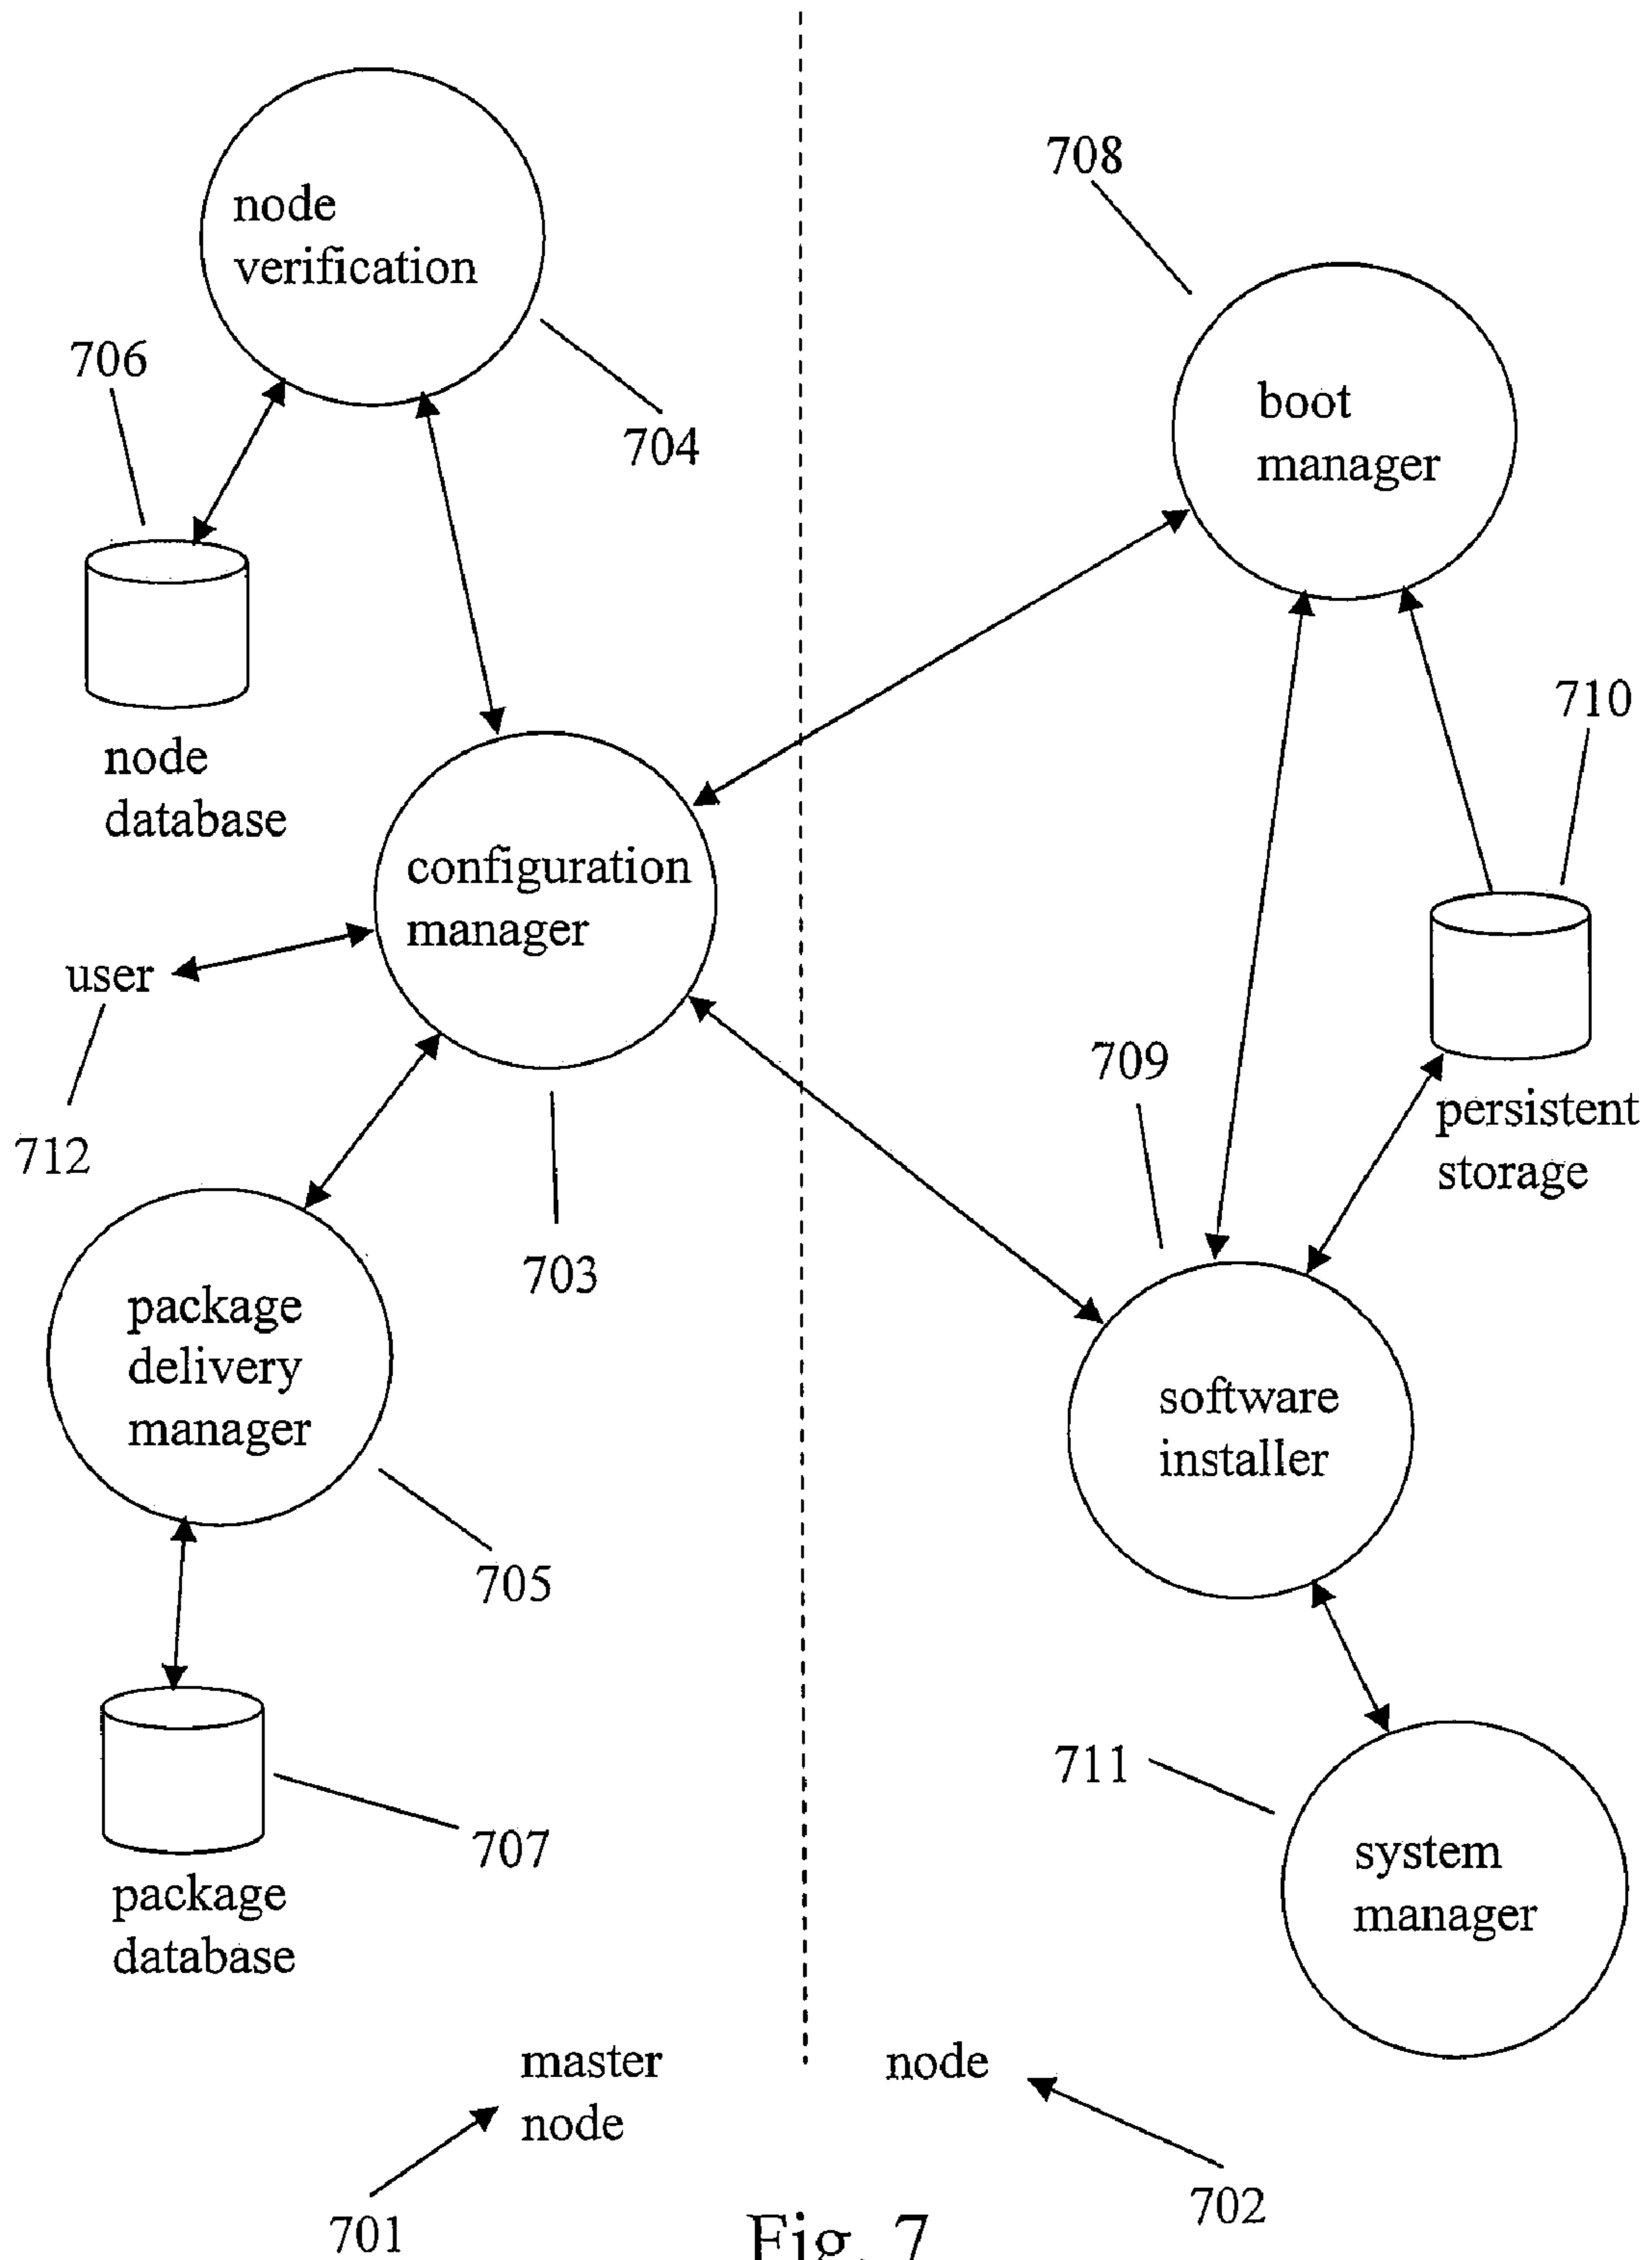 node
verification
704
706
node
database
configuration
manager
user
712
703
package
delivery
manager
705
707
package
database
708
boot
manager
710
persistent
storage
709
software
installer
711
system
manager
master
node
node
701
702
Fig. 7